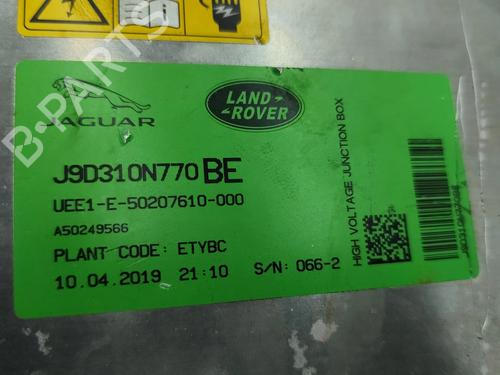 JAGUAR
LAND
ROVER
J9D310N770 BE
UEE1-E-50207610-000
A50249566
PLANT CODE: ETYBC
10.04.2019 21:10 S/N: 066-2
HIGH VOLTAGE JUNCTION BOX
J9D310N770BE
B-PARTS